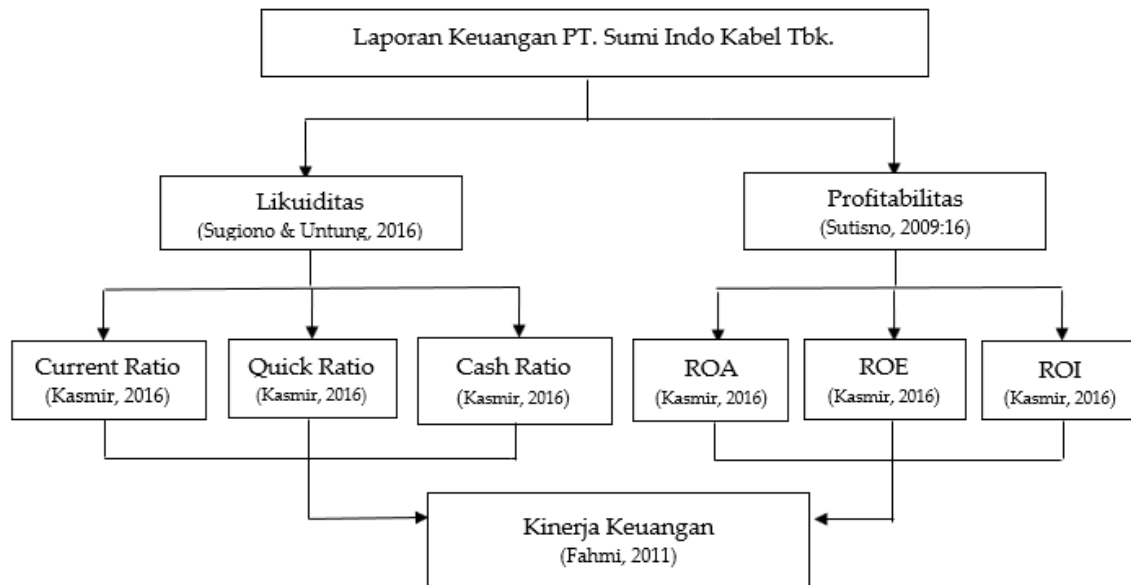 Laporan Keuangan PT. Sumi Indo Kabel Tbk.
Likuiditas
(Sugiono & Untung, 2016)
Profitabilitas
(Sutisno, 2009:16)
Current Ratio
(Kasmir, 2016)
Quick Ratio
(Kasmir, 2016)
Cash Ratio
(Kasmir, 2016)
ROA
(Kasmir, 2016)
ROE
(Kasmir, 2016)
ROI
(Kasmir, 2016)
Kinerja Keuangan
(Fahmi, 2011)